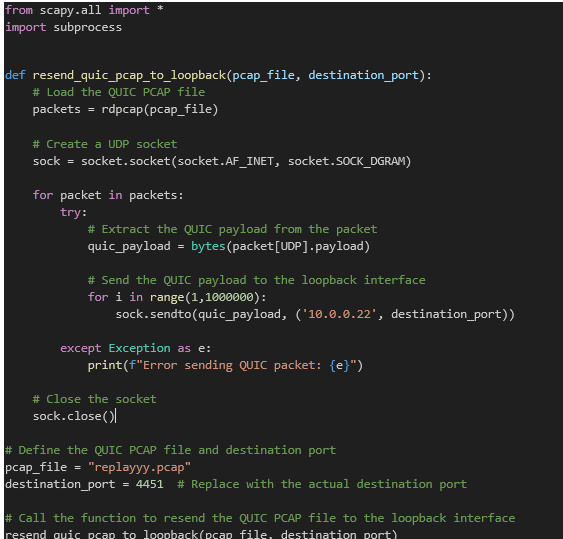 from scapy.all import *
import subprocess
def resend_quic_pcap_to_loopback(pcap_file, destination_port):
    # Load the QUIC PCAP file
    packets = rdpcap(pcap_file)
    # Create a UDP socket
    sock = socket.socket(socket.AF_INET, socket.SOCK_DGRAM)
    for packet in packets:
        try:
            # Extract the QUIC payload from the packet
            quic_payload = bytes(packet[UDP].payload)
            # Send the QUIC payload to the loopback interface
            for i in range(1,1000000):
                sock.sendto(quic_payload, ('10.0.0.22', destination_port))
        except Exception as e:
            print(f"Error sending QUIC packet: {e}")
    # Close the socket
    sock.close()
# Define the QUIC PCAP file and destination port
pcap_file = "replayyy.pcap"
destination_port = 4451  # Replace with the actual destination port
# Call the function to resend the QUIC PCAP file to the loopback interface
resend_quic_pcap_to_loopback(pcap_file, destination_port)